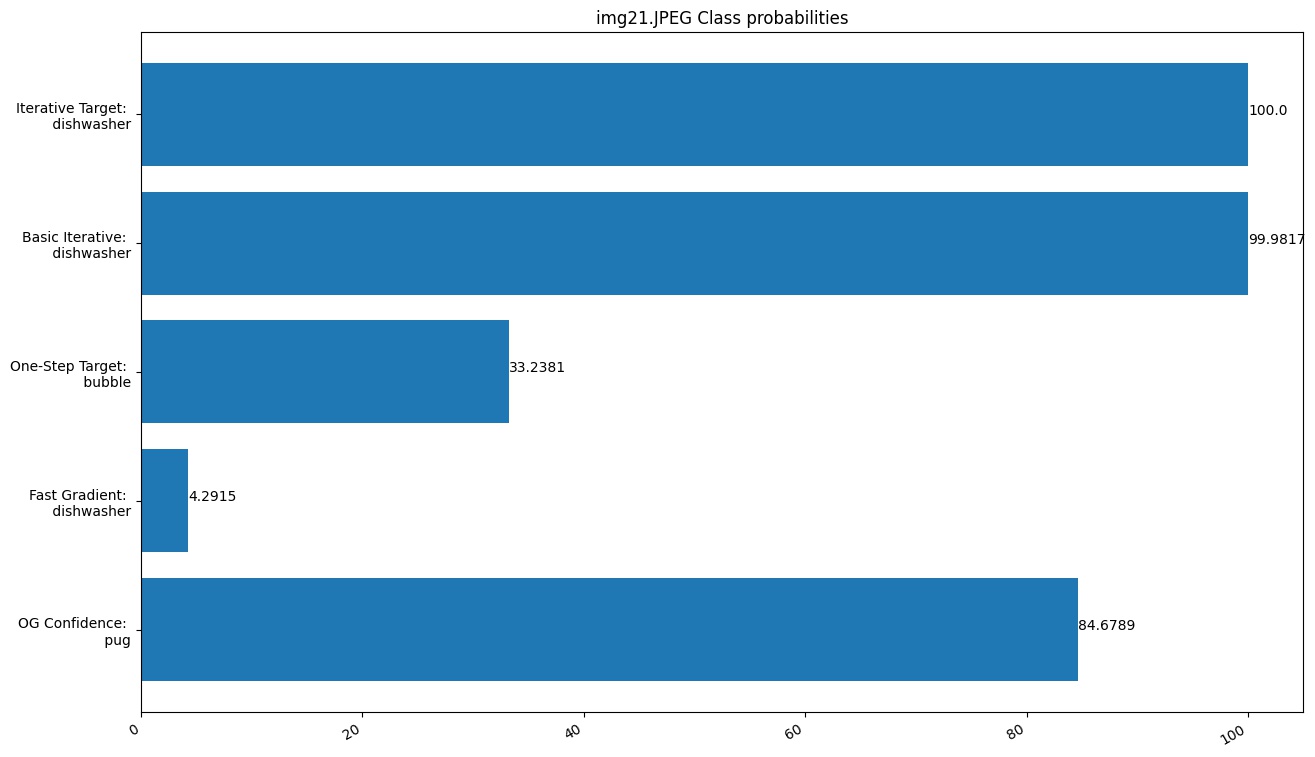 img21.JPEG Class probabilities
Iterative Target:
dishwasher
100.0
Basic Iterative:
dishwasher
99.9817
One-Step Target:
bubble
33.2381
Fast Gradient:
dishwasher
4.2915
OG Confidence:
pug
84.6789
0
20
40
60
80
100